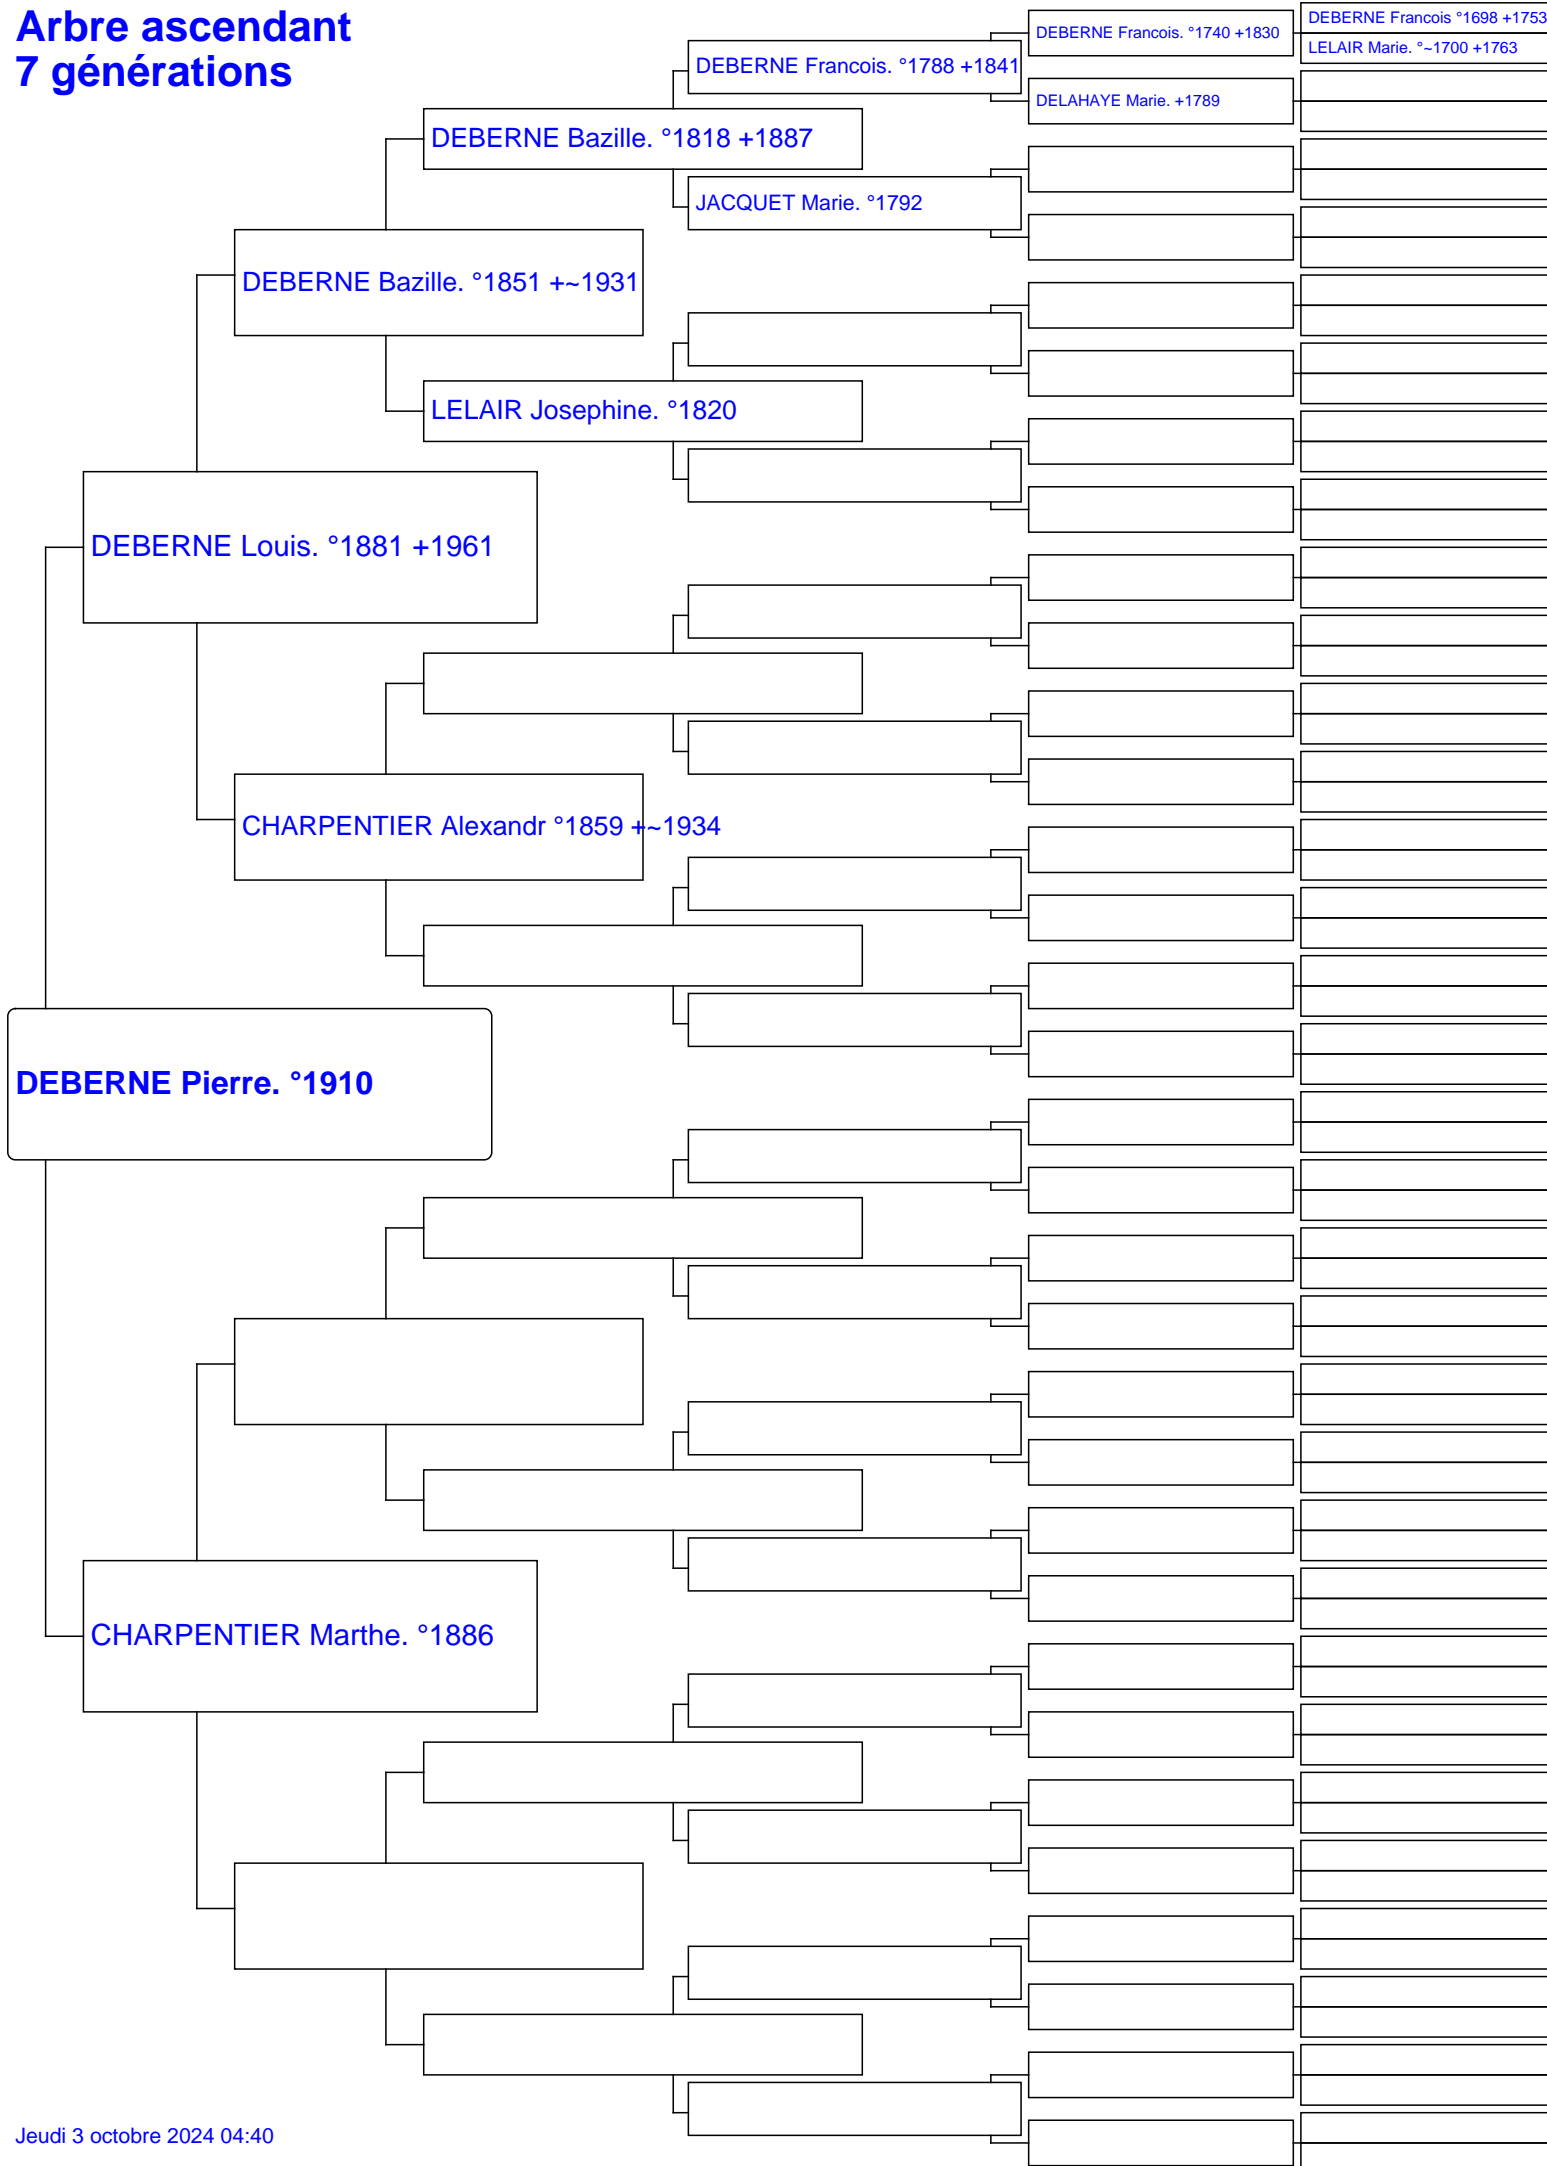 Arbre ascendant
7 générations
DEBERNE Francois °1698 +1753
DEBERNE Francois. °1740 +1830
LELAIR Marie. °~1700 +1763
DEBERNE Francois. °1788 +1841
DELAHAYE Marie. +1789
DEBERNE Bazille. °1818 +1887
JACQUET Marie. °1792
DEBERNE Bazille. °1851 +~1931
LELAIR Josephine. °1820
DEBERNE Louis. °1881 +1961
CHARPENTIER Alexandr °1859 +~1934
DEBERNE Pierre. °1910
CHARPENTIER Marthe. °1886
Jeudi 3 octobre 2024 04:40